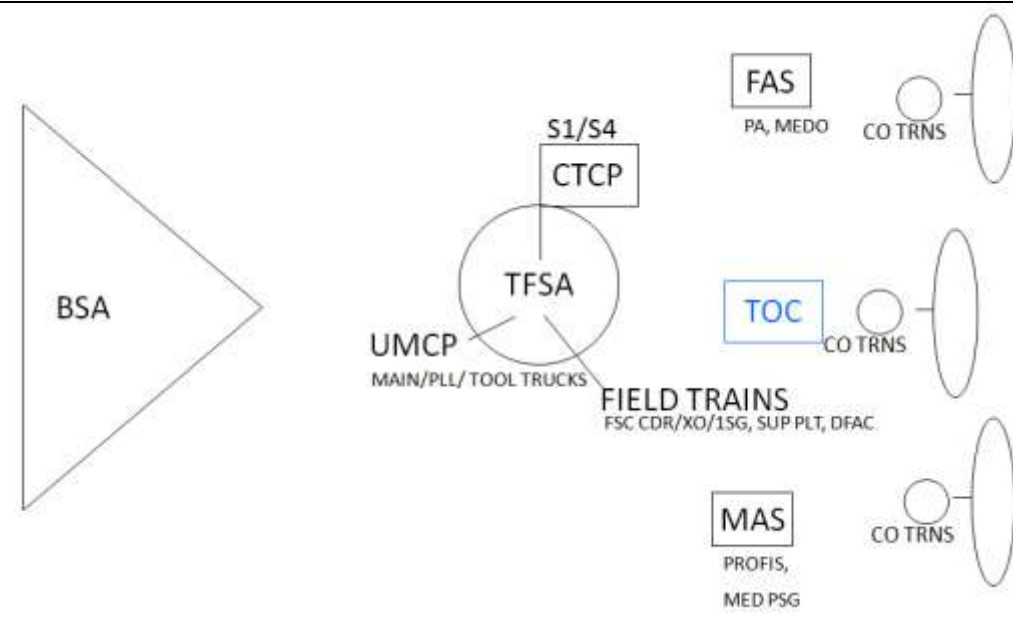 FAS
PA, MEDO
CO TRNS
S1/S4
CTCP
TFSA
BSA
TOC
CO TRNS
UMCP
MAIN/PLL/ TOOL TRUCKS
FIELD TRAINS
FSC CDR/XO/1SG, SUP PLT, DFAC
MAS
CO TRNS
PROFIS,
MED PSG